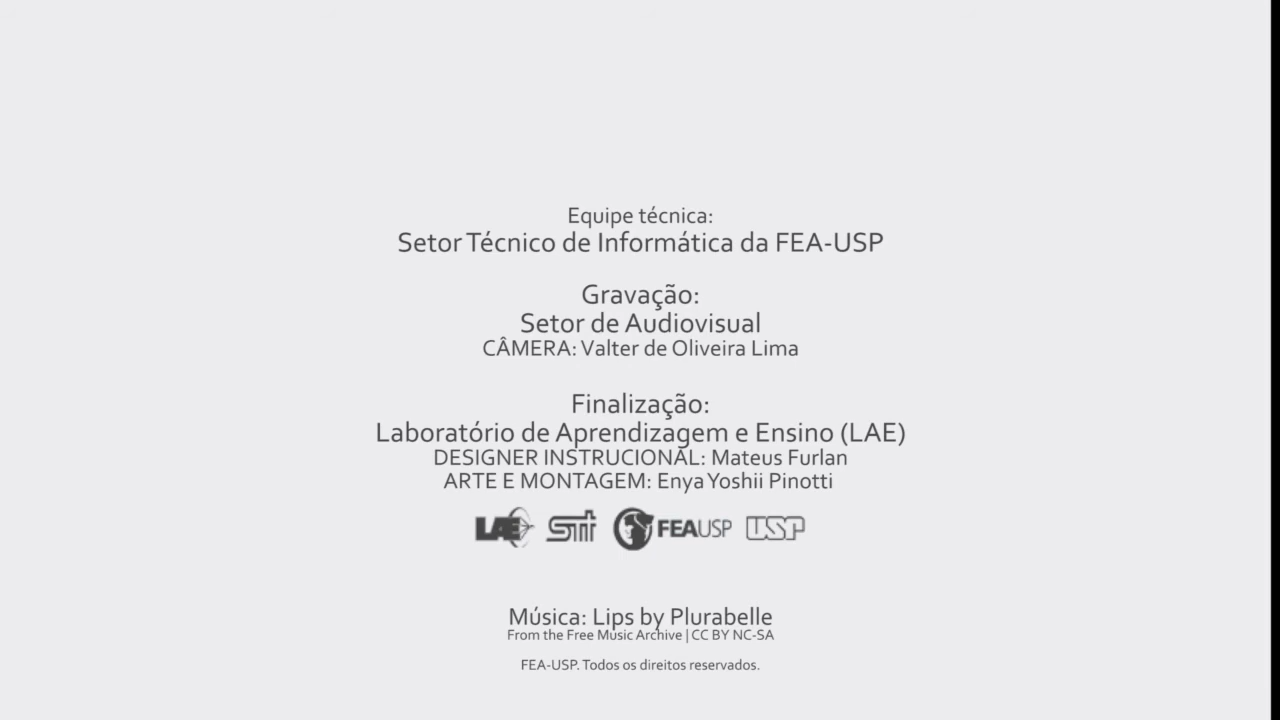 Equipe técnica:
Setor Técnico de Informática da FEA-USP
Gravação:
Setor de Audiovisual
CÂMERA: Valter de Oliveira Lima
Finalização:
Laboratório de Aprendizagem e Ensino (LAE)
DESIGNER INSTRUCIONAL: Mateus Furlan
ARTE E MONTAGEM: Enya Yoshii Pinotti
LAE STI FEAUSP USP
Música: Lips by Plurabelle
From the Free Music Archive | CC BY NC-SA
FEA-USP. Todos os direitos reservados.